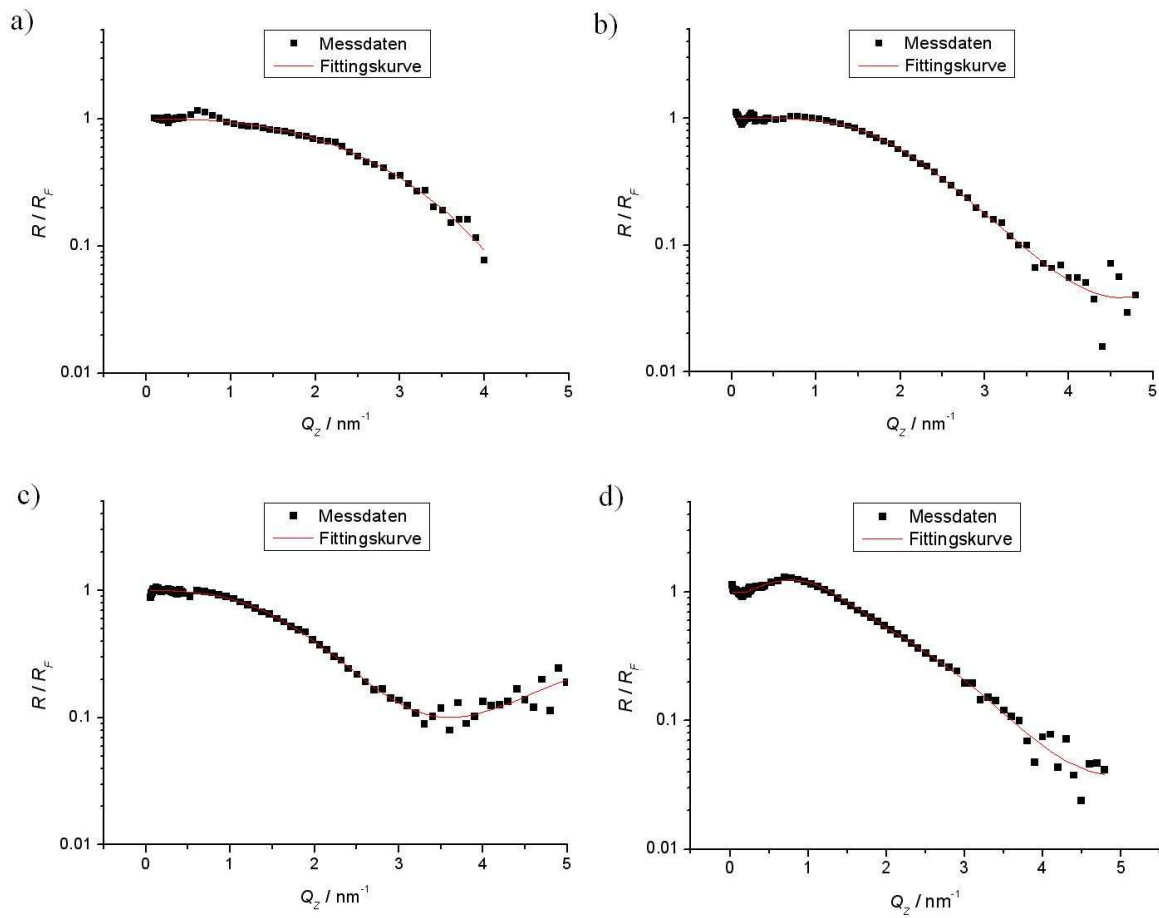 a)
Messdaten
Fittingskurve
1
0.1
0.01
R / R_F
0 1 2 3 4 5
Q_Z / nm⁻¹
b)
Messdaten
Fittingskurve
1
0.1
0.01
R / R_F
0 1 2 3 4 5
Q_Z / nm⁻¹
c)
Messdaten
Fittingskurve
1
0.1
0.01
R / R_F
0 1 2 3 4 5
Q_Z / nm⁻¹
d)
Messdaten
Fittingskurve
1
0.1
0.01
R / R_F
0 1 2 3 4 5
Q_Z / nm⁻¹